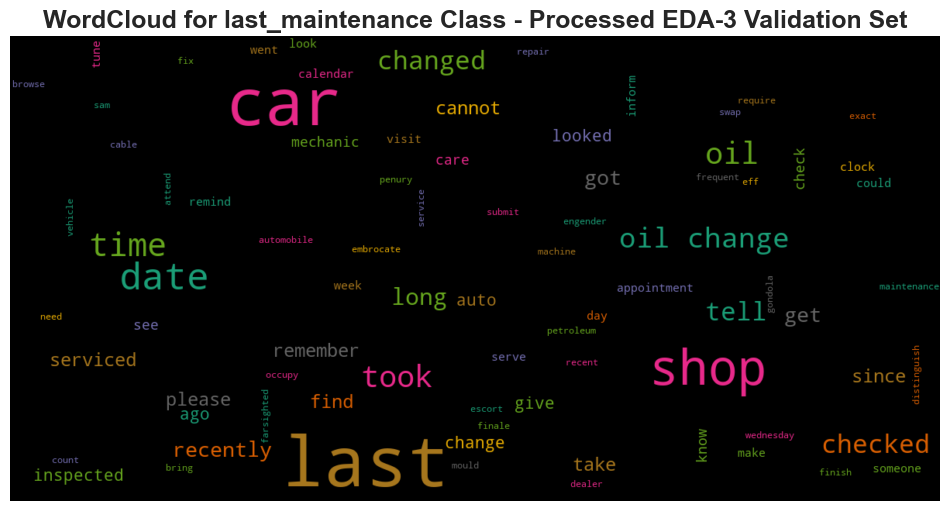 WordCloud for last_maintenance Class - Processed EDA-3 Validation Set
tune
went
look
repair
fix
changed
calendar
browse
car
inform
sam
cannot
require
swap
exact
cable
mechanic
visit
looked
oil
check
care
got
frequent
eff
clock
could
penury
attend
remind
service
submit
vehicle
engender
time
automobile
embrocate
machine
oil change
date
week
long
auto
appointment
gondola
maintenance
need
see
day
tell
get
petroleum
serviced
remember
serve
recent
distinguish
occupy
took
shop
since
please
ago
farsighted
find
escort
give
finale
recently
last
change
know
wednesday
checked
count
inspected
bring
mould
take
make
dealer
finish
someone